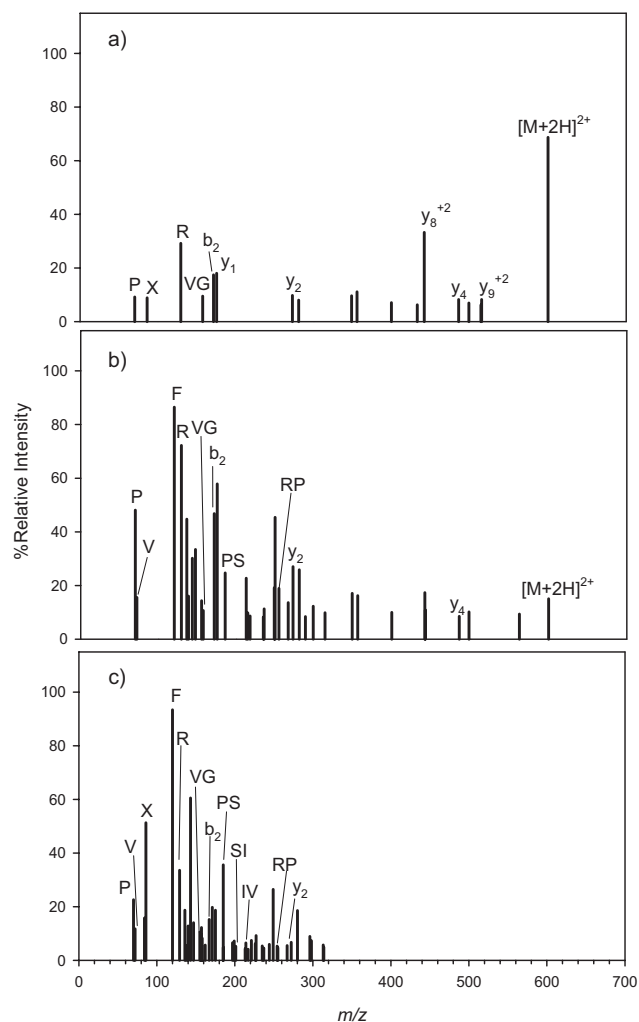 a)
100
80
60
40
20
0
[M+2H]2+
y8+2
R
b2
y1
P X VG
y2
y4 y9+2
b)
100
80
60
40
20
0
%Relative Intensity
F
R VG
b2
P
V
RP
PS
y2
y4
[M+2H]2+
c)
100
80
60
40
20
0
F
R
VG
X
PS
V
b2
SI
P
IV
RP
y2
0 100 200 300 400 500 600 700
m/z